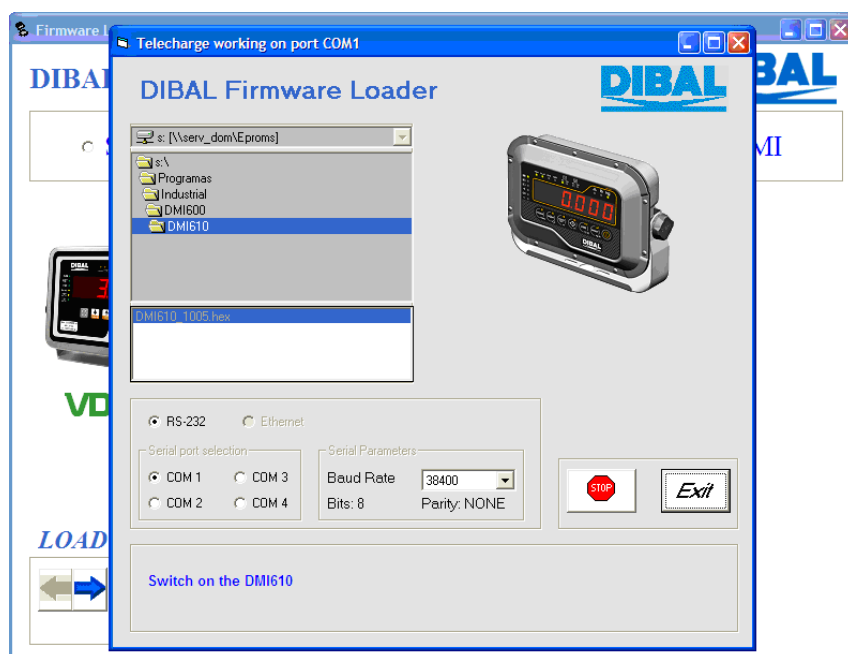 Firmware L
Telecharge working on port COM1
DIBAL
DIBAL Firmware Loader
DIBAL
BAL
s: [\\serv_dom\Eproms]
MI
s:\
Programas
Industrial
DMI600
DMI610
0000
DIBAL
DIBAL
DMI610_1005.hex
VD
RS-232
Ethernet
Serial port selection
Serial Parameters
COM 1
COM 3
Baud Rate
38400
STOP
Exit
COM 2
COM 4
Bits: 8
Parity: NONE
LOAD
Switch on the DMI610